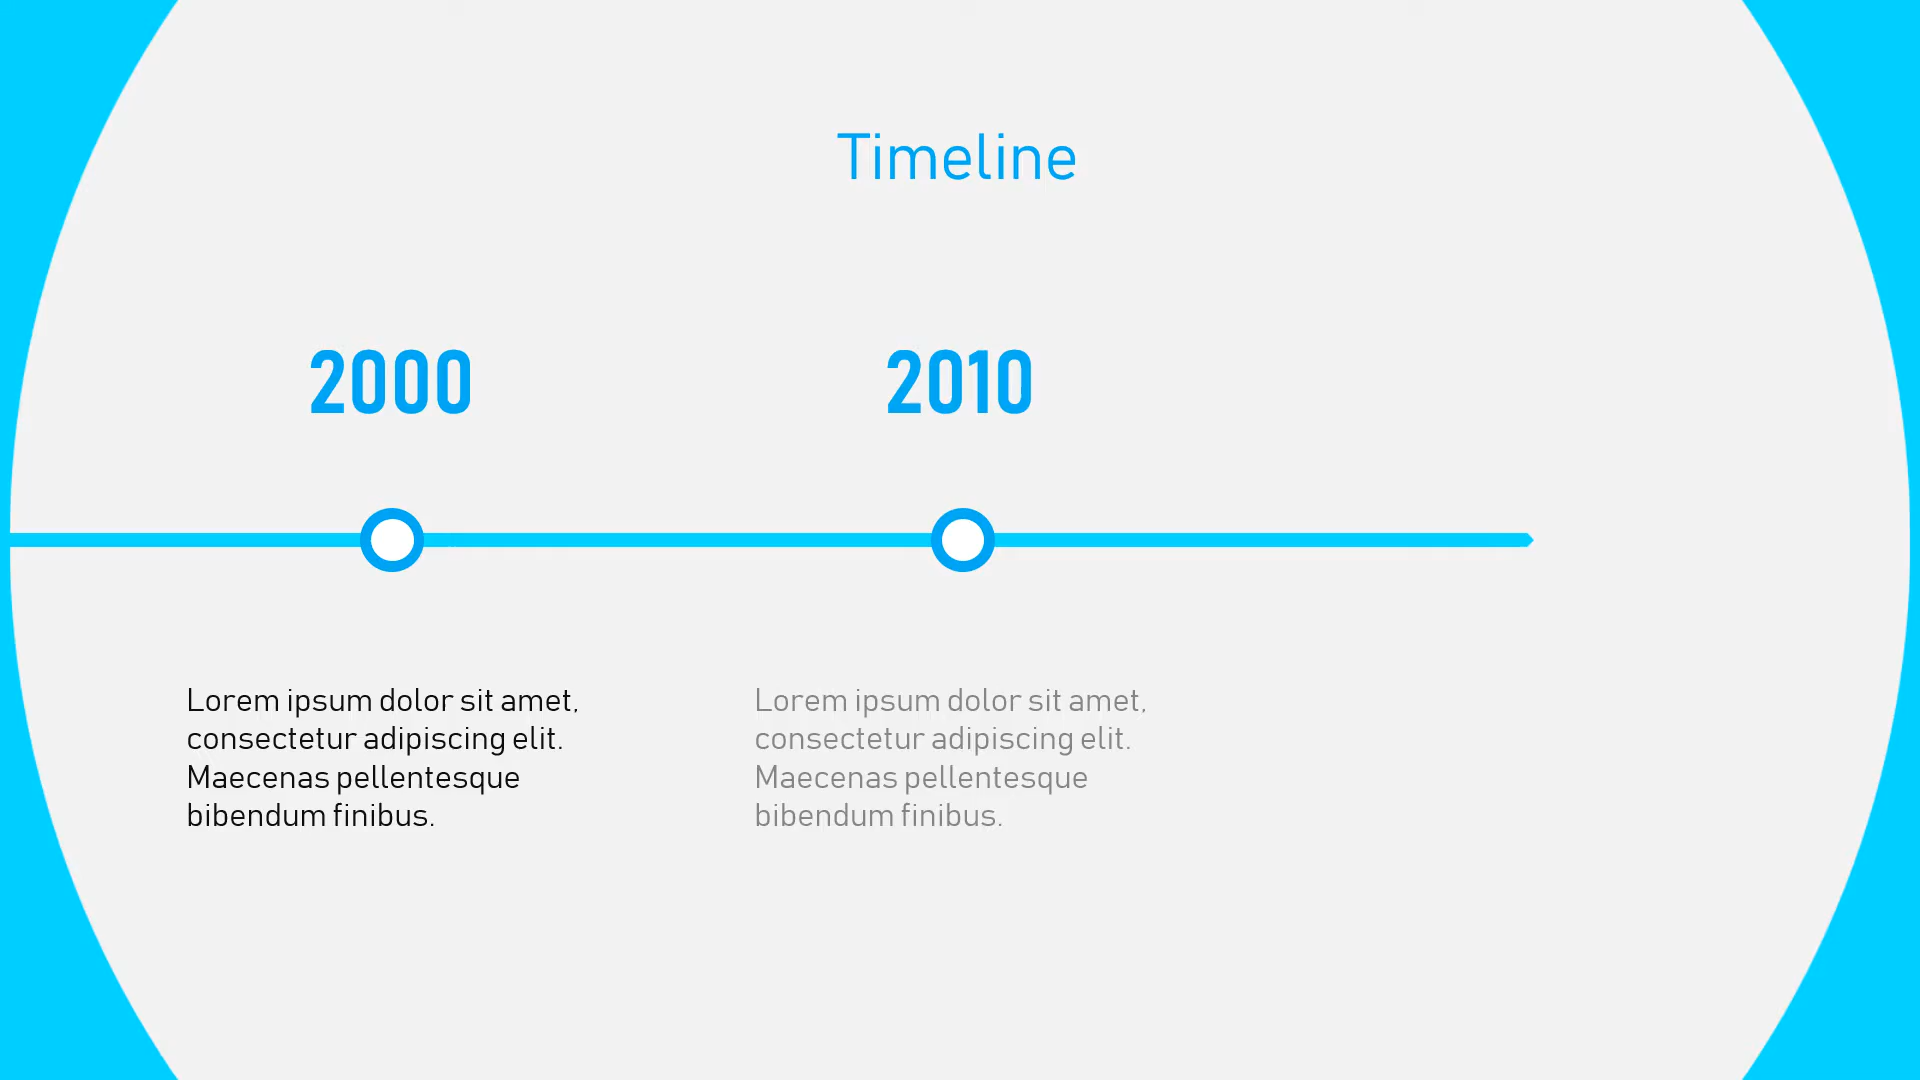 Timeline
2000
2010
Lorem ipsum dolor sit amet,
consectetur adipiscing elit.
Maecenas pellentesque
bibendum finibus.
Lorem ipsum dolor sit amet,
consectetur adipiscing elit.
Maecenas pellentesque
bibendum finibus.